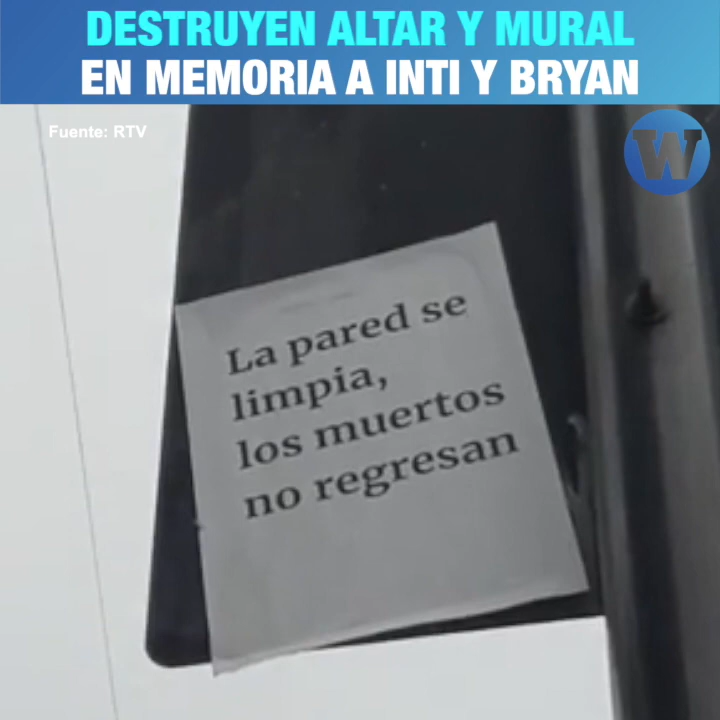 DESTRUYEN ALTAR Y MURAL
EN MEMORIA A INTI Y BRYAN
Fuente: RTV
W
La pared se
limpia,
los muertos
no regresan